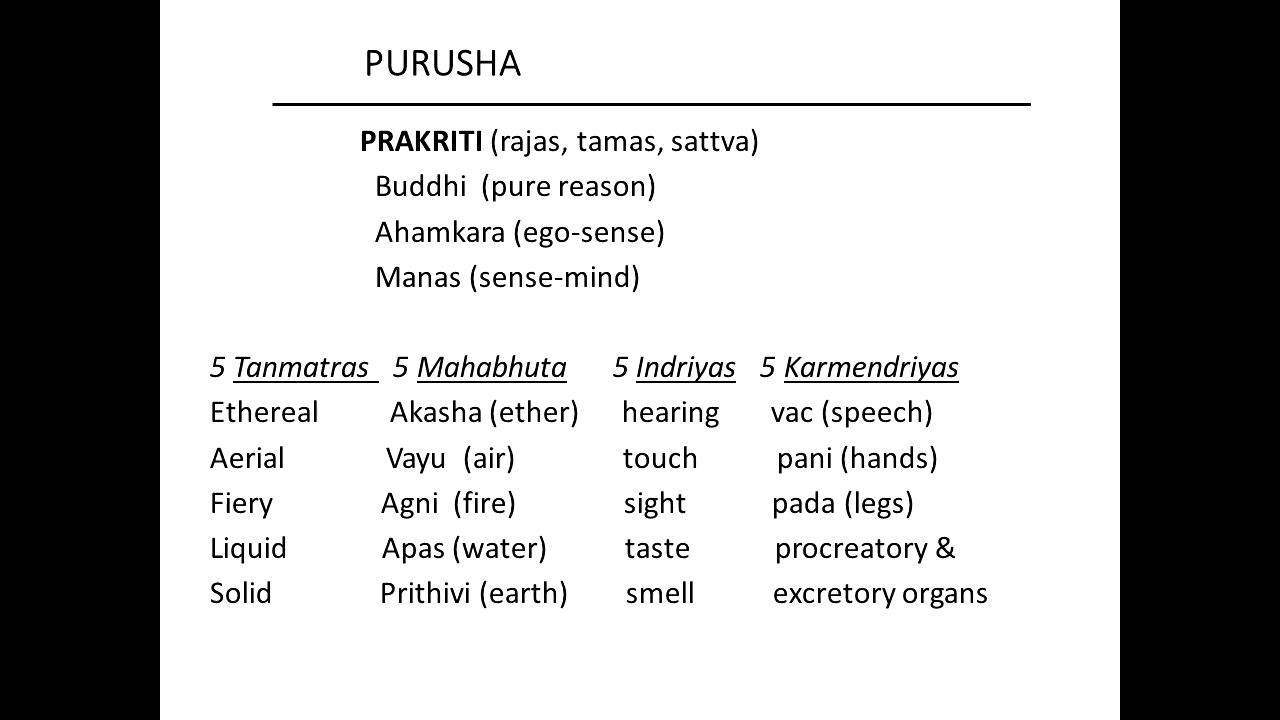 PURUSHA
PRAKRITI (rajas, tamas, sattva)
Buddhi (pure reason)
Ahamkara (ego-sense)
Manas (sense-mind)
5 Tanmatras 5 Mahabhuta 5 Indriyas 5 Karmendriyas
Ethereal Akasha (ether) hearing vac (speech)
Aerial Vayu (air) touch pani (hands)
Fiery Agni (fire) sight pada (legs)
Liquid Apas (water) taste procreatory &
Solid Prithivi (earth) smell excretory organs